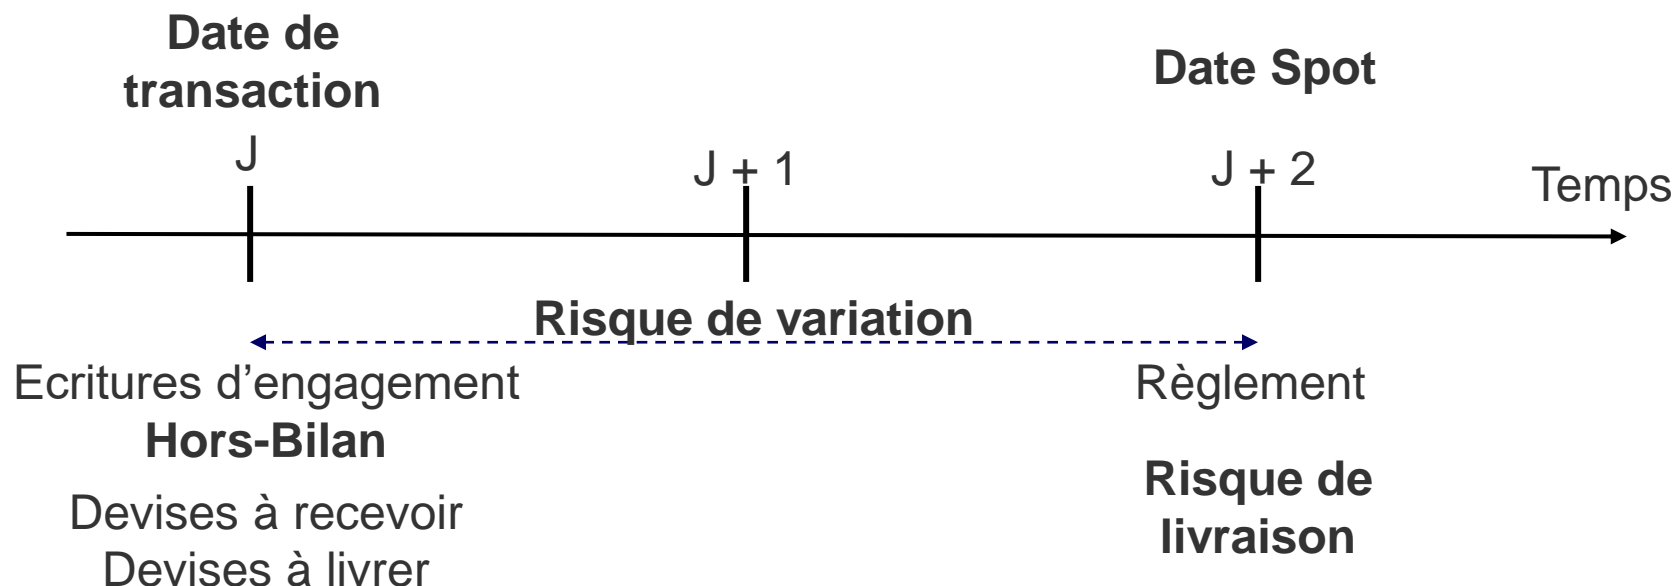 Date de
transaction
Date Spot
J
J + 1
J + 2
Temps
Risque de variation
Ecritures d’engagement
Hors-Bilan
Devises à recevoir
Devises à livrer
Règlement
Risque de
livraison